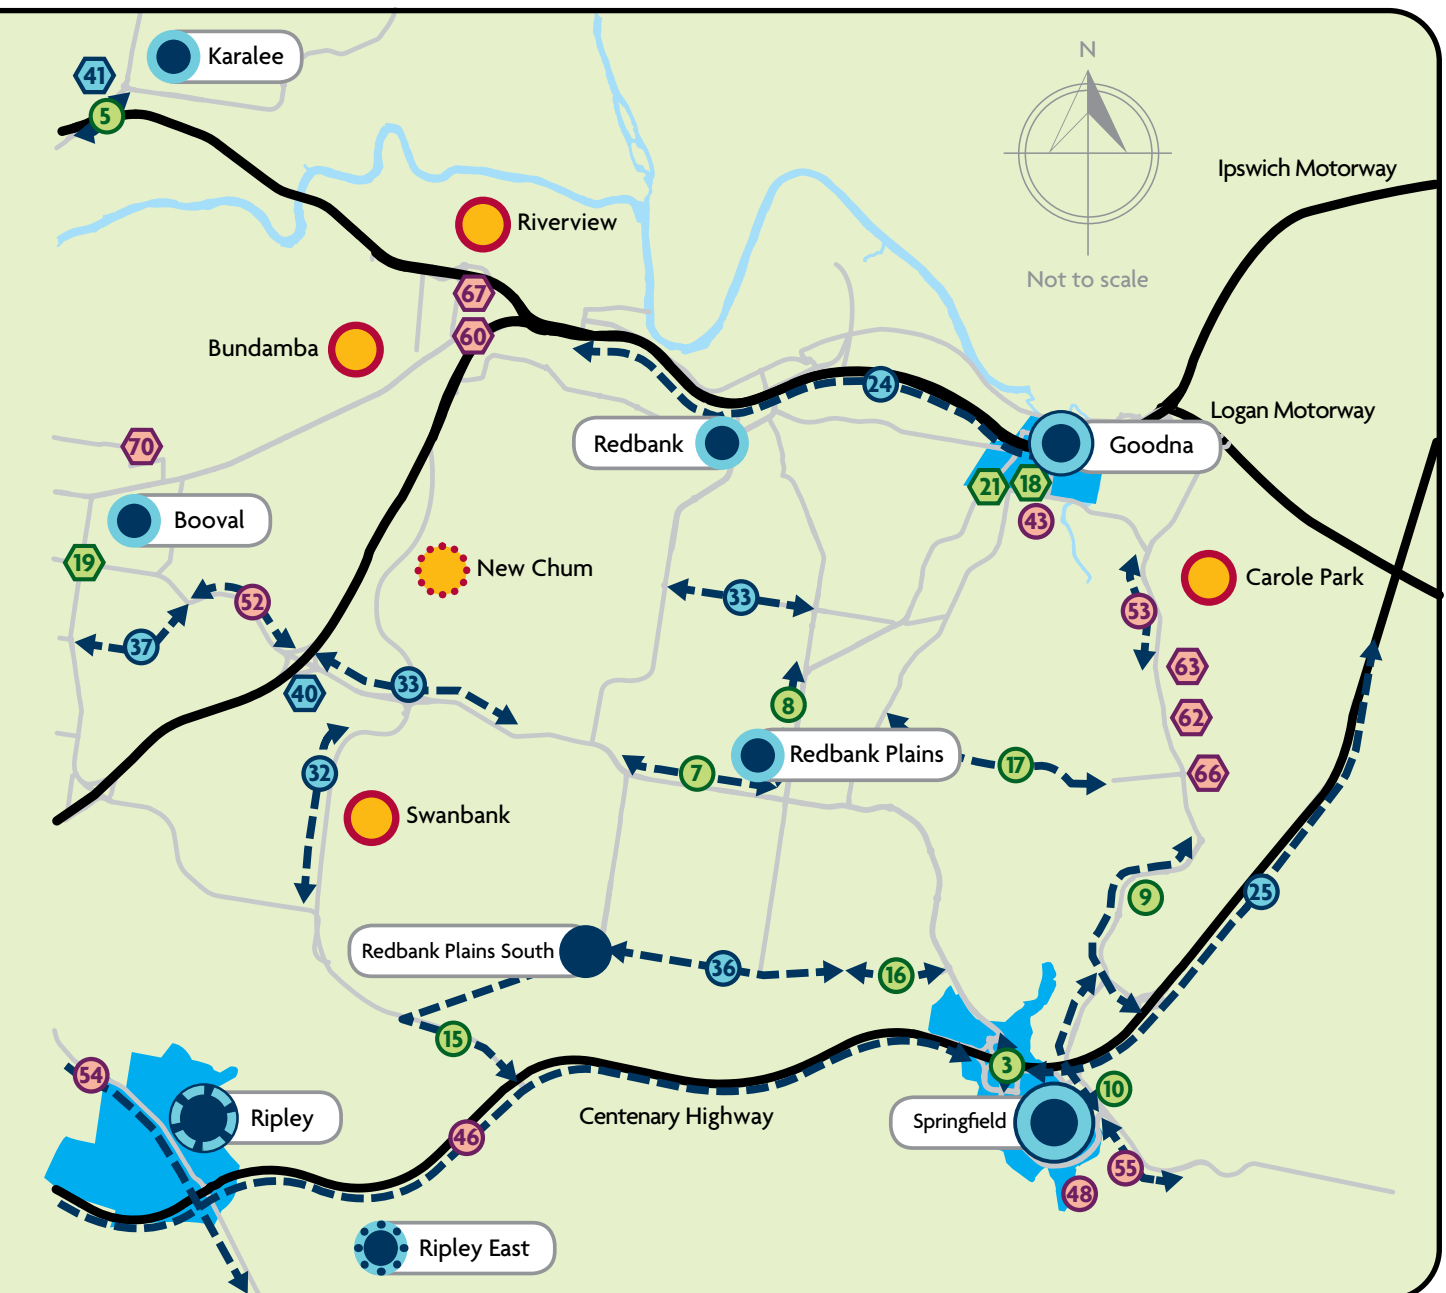 Karalee
41
5
N
Ipswich Motorway
Riverview
Not to scale
67
60
Bundamba
24
Logan Motorway
70
Redbank
Goodna
21
18
43
Booval
19
New Chum
Carole Park
52
33
53
37
63
40
33
8
62
Redbank Plains
32
7
17
66
Swanbank
9
25
Redbank Plains South
36
16
15
3
54
10
Ripley
Centenary Highway
Springfield
46
55
48
Ripley East